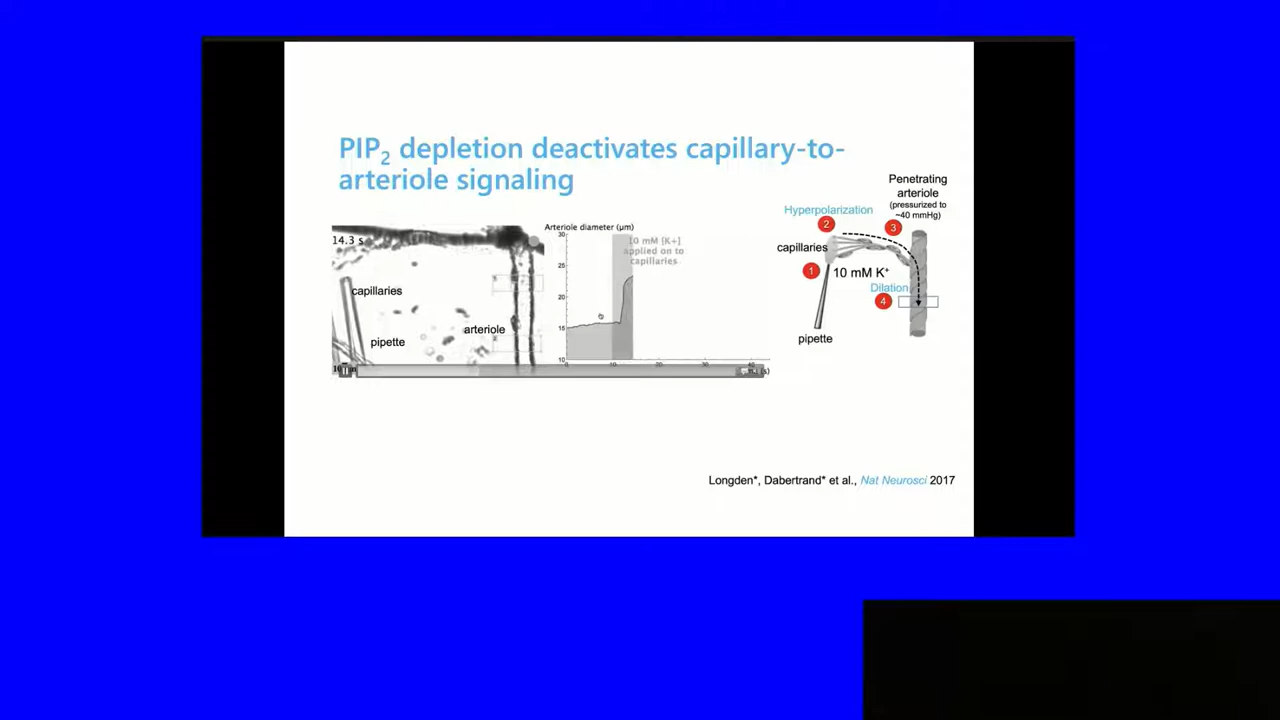 PIP2 depletion deactivates capillary-to-
arteriole signaling
14.3 s
capillaries
pipette
arteriole
Arteriole diameter (µm)
30
25
20
15
10
10 mM [K+]
applied on to
capillaries
0
10
20
30
40
(s)
Penetrating
arteriole
(pressurized to
~40 mmHg)
Hyperpolarization
2
3
capillaries
1
10 mM K+
Dilation
4
pipette
Longden*, Dabertrand* et al., Nat Neurosci 2017